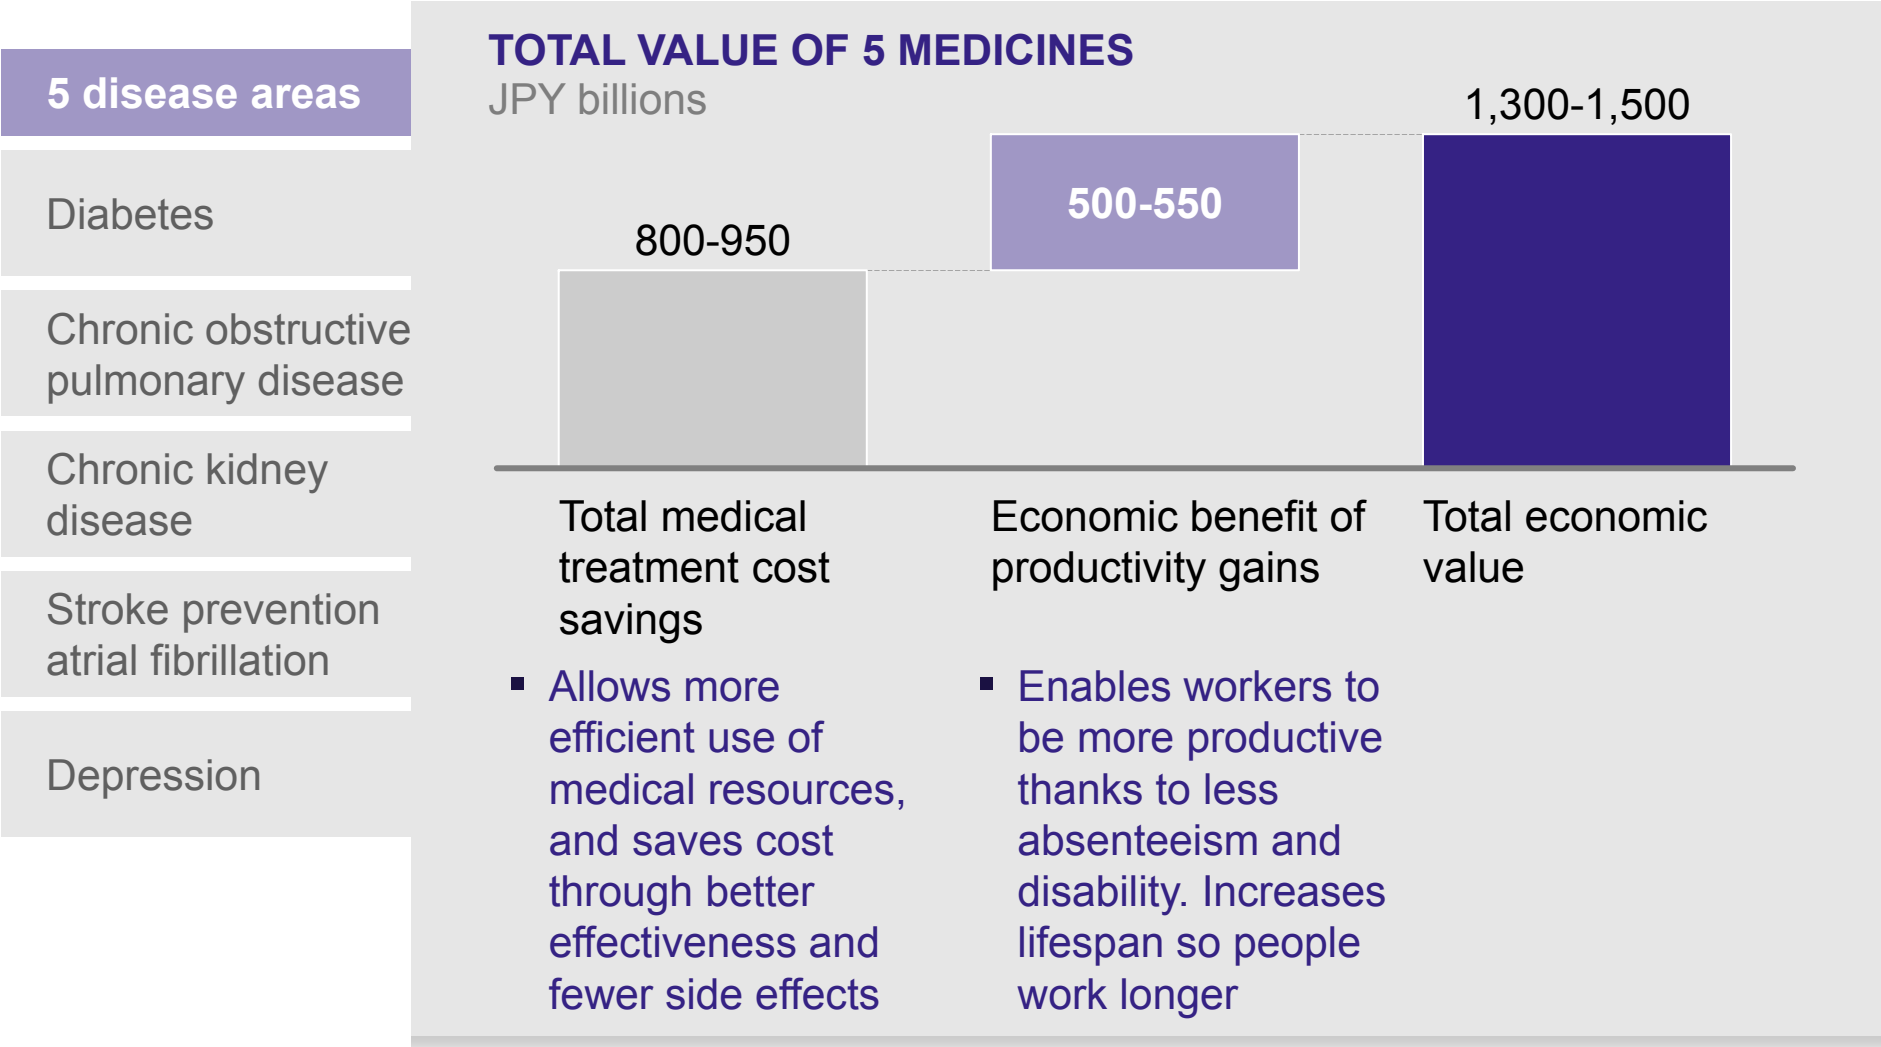 5 disease areas
Diabetes
Chronic obstructive
pulmonary disease
Chronic kidney
disease
Stroke prevention
atrial fibrillation
Depression
TOTAL VALUE OF 5 MEDICINES
JPY billions
800-950
500-550
1,300-1,500
Total medical
treatment cost
savings
Economic benefit of
productivity gains
Total economic
value
▪ Allows more
efficient use of
medical resources,
and saves cost
through better
effectiveness and
fewer side effects
▪ Enables workers to
be more productive
thanks to less
absenteeism and
disability. Increases
lifespan so people
work longer